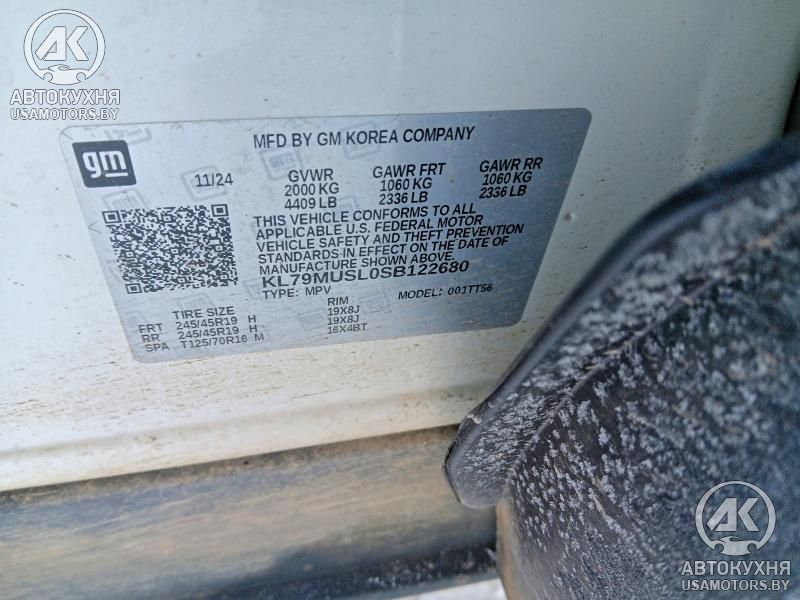 АК
АВТОКУХНЯ
USAMOTORS.BY
MFD BY GM KOREA COMPANY
gm
11/24 GVWR GAWR FRT GAWR RR
2000 KG 1060 KG 1060 KG
4409 LB 2336 LB 2336 LB
THIS VEHICLE CONFORMS TO ALL
APPLICABLE U.S. FEDERAL MOTOR
VEHICLE SAFETY AND THEFT PREVENTION
STANDARDS IN EFFECT ON THE DATE OF
MANUFACTURE SHOWN ABOVE.
KL79MUSL0SB122680
TYPE: MPV MODEL: 001TT56
TIRE SIZE RIM
FRT 245/45R19 H 19X8J
RR 245/45R19 H 19X8J
SPA T125/70R16 M 16X4BT
АК
АВТОКУХНЯ
USAMOTORS.BY